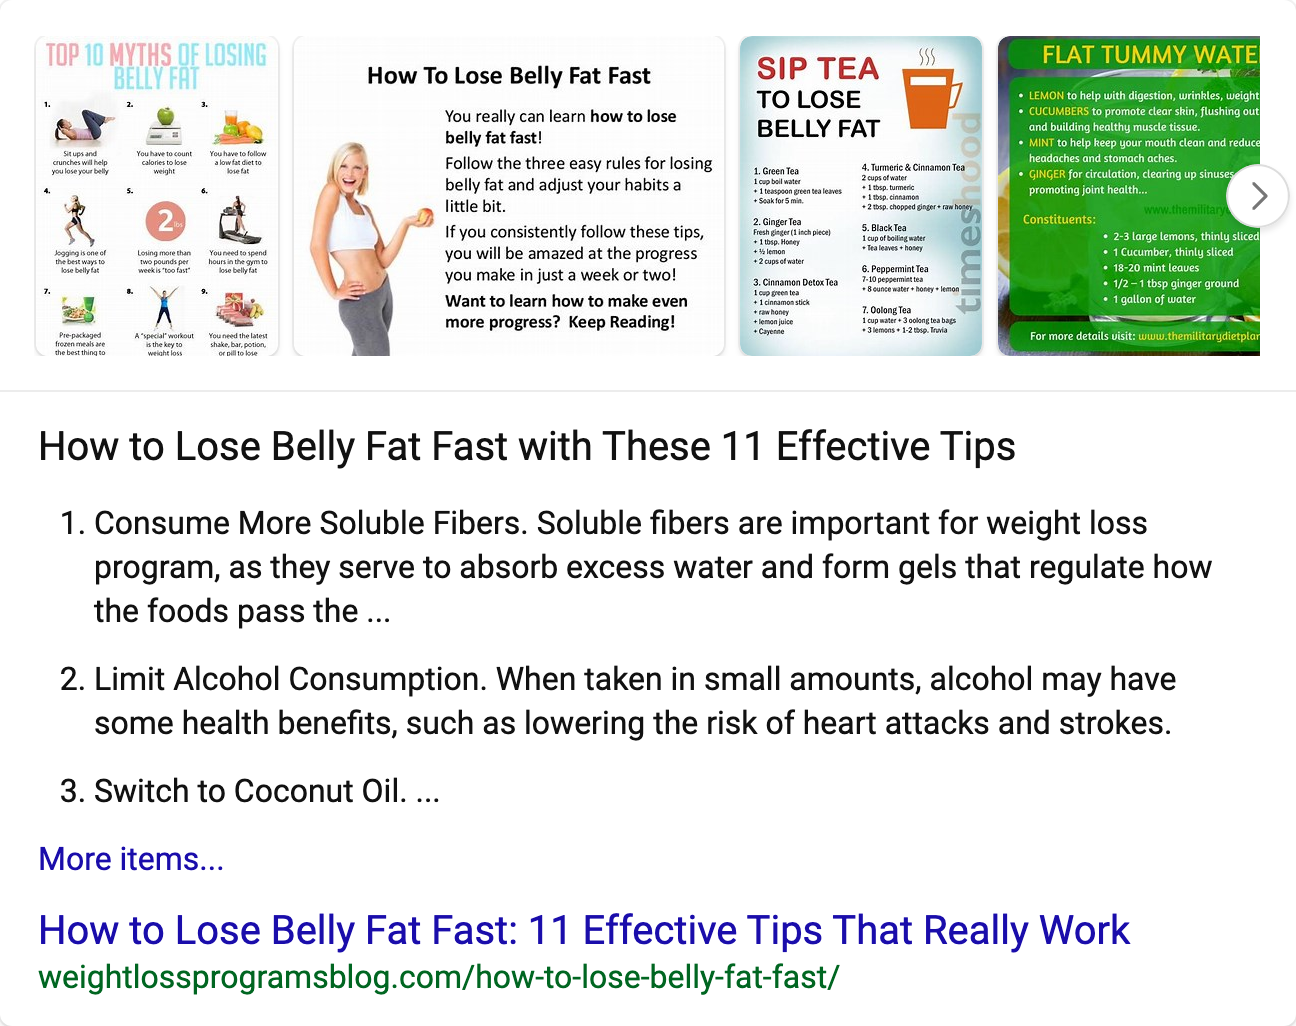 TOP 10 MYTHS OF LOSING
BELLY FAT
1.
2.
3.
Sit ups and
crunches will help
you lose your belly
You have to count
calories to lose
weight
You have to follow
a low fat diet to
lose fat
4.
5.
6.
2 lbs
Jogging is one of
the best ways to
lose belly fat
Losing more than
two pounds per
week is "too fast"
You need to spend
hours in the gym to
lose belly fat
7.
8.
9.
Pre-packaged
frozen meals are
the best thing to
A "special" workout
is the key to
weight loss
You need the latest
shake, bar, potion,
or pill to lose
How To Lose Belly Fat Fast
You really can learn how to lose
belly fat fast!
Follow the three easy rules for losing
belly fat and adjust your habits a
little bit.
If you consistently follow these tips,
you will be amazed at the progress
you make in just a week or two!
Want to learn how to make even
more progress? Keep Reading!
SIP TEA
TO LOSE
BELLY FAT
1. Green Tea
1 cup boil water
+ 1 teaspoon green tea leaves
+ Soak for 5 min.
2. Ginger Tea
Fresh ginger (1 inch piece)
+ 1 tbsp. Honey
+ ½ lemon
+ 2 cups of water
3. Cinnamon Detox Tea
1 cup green tea
+ 1 cinnamon stick
+ raw honey
+ lemon juice
+ Cayenne
4. Turmeric & Cinnamon Tea
2 cups of water
+ 1 tbsp. turmeric
+ 1 tbsp. cinnamon
+ 2 tbsp. chopped ginger + raw honey
5. Black Tea
1 cup of boiling water
+ Tea leaves + honey
6. Peppermint Tea
7-10 peppermint tea
+ 8 ounce water + honey + lemon
7. Oolong Tea
1 cup water + 3 oolong tea bags
+ 3 lemons + 1-2 tbsp. Truvia
timeshood
FLAT TUMMY WATE
• LEMON to help with digestion, wrinkles, weight
• CUCUMBERS to promote clear skin, flushing out
and building healthy muscle tissue.
• MINT to help keep your mouth clean and reduce
headaches and stomach aches.
• GINGER for circulation, clearing up sinuses
promoting joint health...
www.themilitary
Constituents:
• 2-3 large lemons, thinly sliced
• 1 Cucumber, thinly sliced
• 18-20 mint leaves
• 1/2 – 1 tbsp ginger ground
• 1 gallon of water
For more details visit: www.themilitarydietplan
How to Lose Belly Fat Fast with These 11 Effective Tips
1. Consume More Soluble Fibers. Soluble fibers are important for weight loss
program, as they serve to absorb excess water and form gels that regulate how
the foods pass the ...
2. Limit Alcohol Consumption. When taken in small amounts, alcohol may have
some health benefits, such as lowering the risk of heart attacks and strokes.
3. Switch to Coconut Oil. ...
More items...
How to Lose Belly Fat Fast: 11 Effective Tips That Really Work
weightlossprogramsblog.com/how-to-lose-belly-fat-fast/